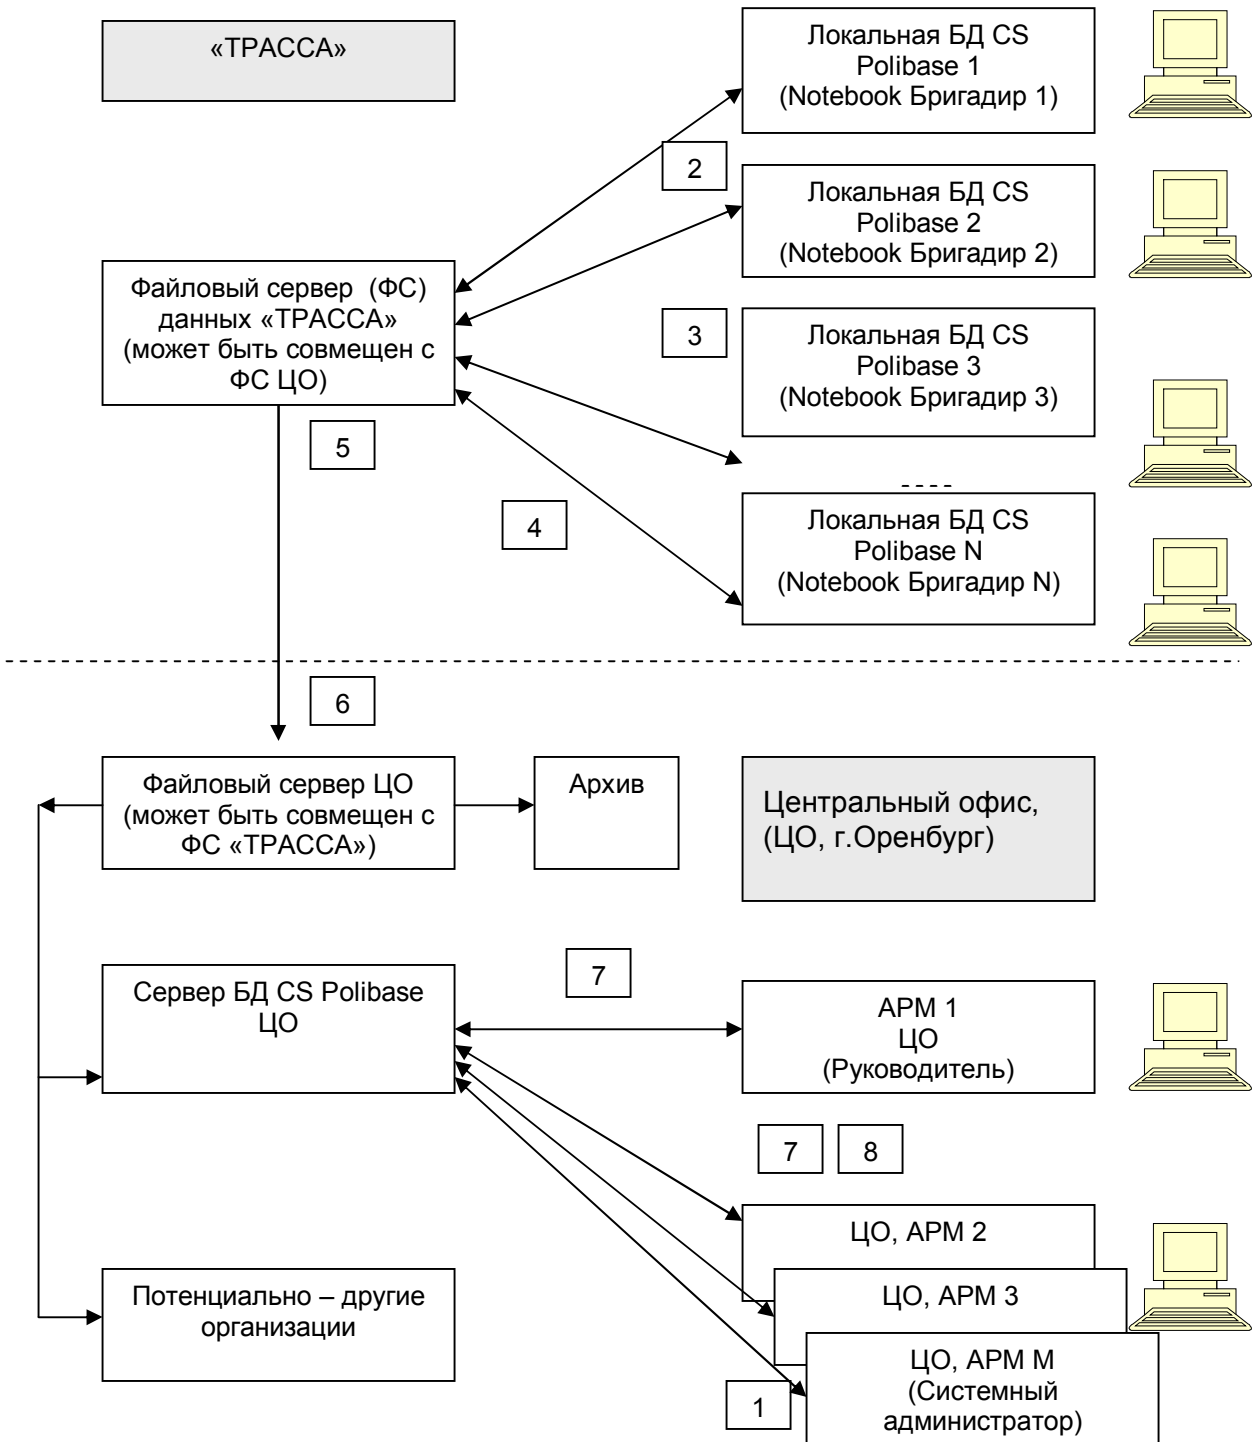 «ТРАССА»
Локальная БД CS
Polibase 1
(Notebook Бригадир 1)
2
Локальная БД CS
Polibase 2
(Notebook Бригадир 2)
Файловый сервер (ФС)
данных «ТРАССА»
(может быть совмещен с
ФС ЦО)
3
Локальная БД CS
Polibase 3
(Notebook Бригадир 3)
5
4
Локальная БД CS
Polibase N
(Notebook Бригадир N)
6
Файловый сервер ЦО
(может быть совмещен с
ФС «ТРАССА»)
Архив
Центральный офис,
(ЦО, г.Оренбург)
Сервер БД CS Polibase
ЦО
7
АРМ 1
ЦО
(Руководитель)
7
8
ЦО, АРМ 2
Потенциально – другие
организации
ЦО, АРМ 3
ЦО, АРМ М
(Системный
администратор)
1